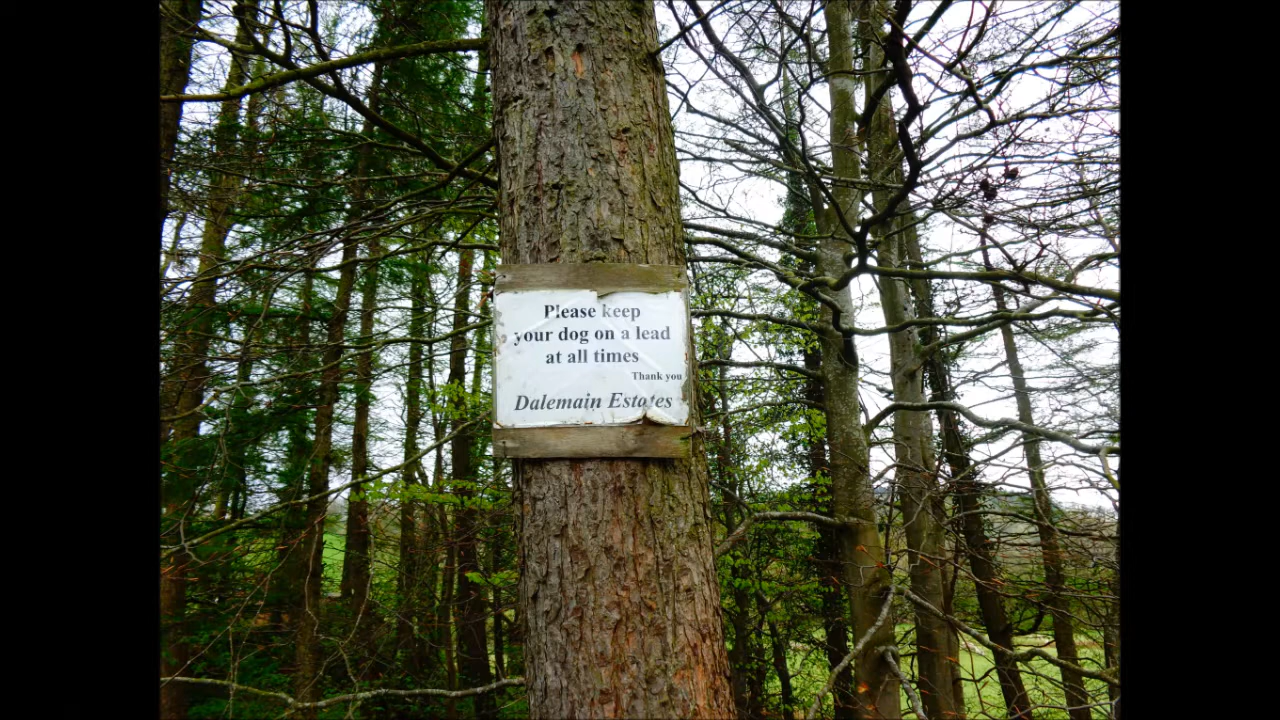 Please keep
your dog on a lead
at all times
Thank you
Dalemain Estates